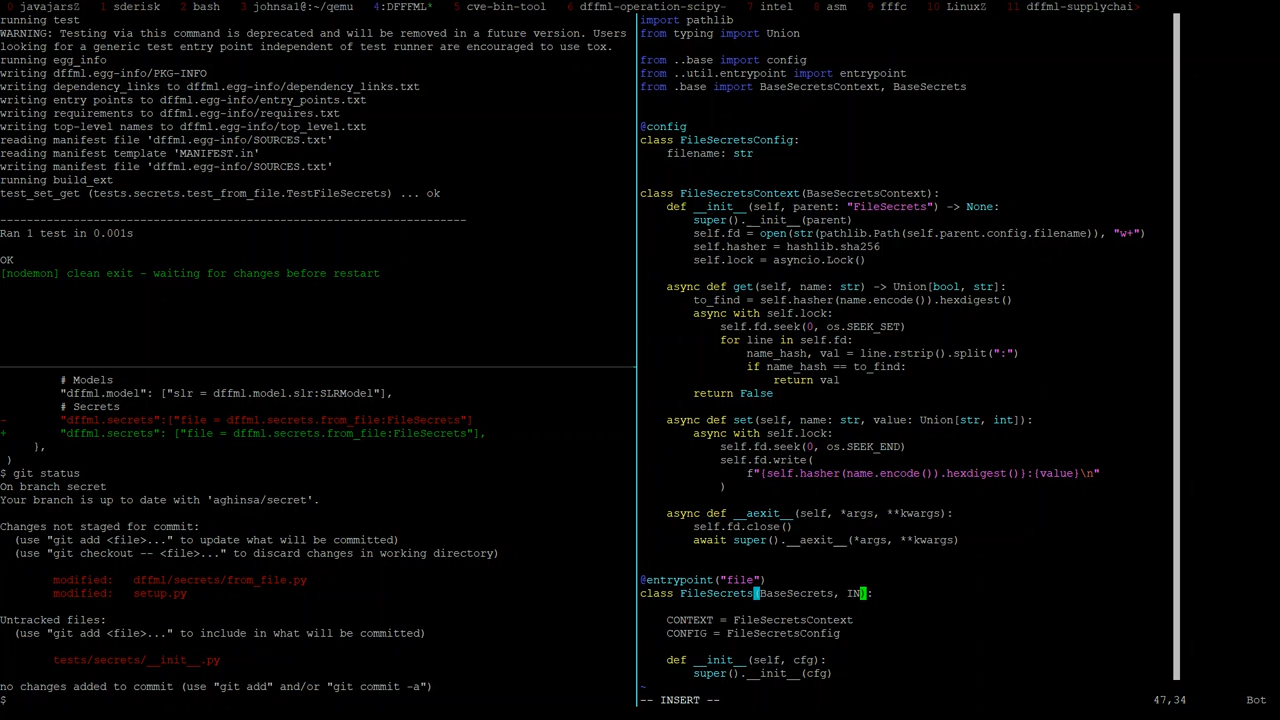 0 javajarsZ  1 sderisk  2 bash  3 johnsal@:~/qemu  4:DFFFML*  5 cve-bin-tool  6 dffml-operation-scipy-  7 intel  8 asm  9 fffc  10 LinuxZ  11 dffml-supplychai>
running test
WARNING: Testing via this command is deprecated and will be removed in a future version. Users
looking for a generic test entry point independent of test runner are encouraged to use tox.
running egg_info
writing dffml.egg-info/PKG-INFO
writing dependency_links to dffml.egg-info/dependency_links.txt
writing entry points to dffml.egg-info/entry_points.txt
writing requirements to dffml.egg-info/requires.txt
writing top-level names to dffml.egg-info/top_level.txt
reading manifest file 'dffml.egg-info/SOURCES.txt'
reading manifest template 'MANIFEST.in'
writing manifest file 'dffml.egg-info/SOURCES.txt'
running build_ext
test_set_get (tests.secrets.test_from_file.TestFileSecrets) ... ok
----------------------------------------------------------------------
Ran 1 test in 0.001s
OK
[nodemon] clean exit - waiting for changes before restart
# Models
"dffml.model": ["slr = dffml.model.slr:SLRModel"],
# Secrets
-        "dffml.secrets":["file = dffml.secrets.from_file:FileSecrets"]
+        "dffml.secrets": ["file = dffml.secrets.from_file:FileSecrets"],
},
)
$ git status
On branch secret
Your branch is up to date with 'aghinsa/secret'.
Changes not staged for commit:
(use "git add <file>..." to update what will be committed)
(use "git checkout -- <file>..." to discard changes in working directory)
modified:   dffml/secrets/from_file.py
modified:   setup.py
Untracked files:
(use "git add <file>..." to include in what will be committed)
tests/secrets/__init__.py
no changes added to commit (use "git add" and/or "git commit -a")
$
import pathlib
from typing import Union
from ..base import config
from ..util.entrypoint import entrypoint
from .base import BaseSecretsContext, BaseSecrets
@config
class FileSecretsConfig:
filename: str
class FileSecretsContext(BaseSecretsContext):
def __init__(self, parent: "FileSecrets") -> None:
super().__init__(parent)
self.fd = open(str(pathlib.Path(self.parent.config.filename)), "w+")
self.hasher = hashlib.sha256
self.lock = asyncio.Lock()
async def get(self, name: str) -> Union[bool, str]:
to_find = self.hasher(name.encode()).hexdigest()
async with self.lock:
self.fd.seek(0, os.SEEK_SET)
for line in self.fd:
name_hash, val = line.rstrip().split(":")
if name_hash == to_find:
return val
return False
async def set(self, name: str, value: Union[str, int]):
async with self.lock:
self.fd.seek(0, os.SEEK_END)
self.fd.write(
f"{self.hasher(name.encode()).hexdigest()}:{value}\n"
)
async def __aexit__(self, *args, **kwargs):
self.fd.close()
await super().__aexit__(*args, **kwargs)
@entrypoint("file")
class FileSecrets(BaseSecrets, IN):
CONTEXT = FileSecretsContext
CONFIG = FileSecretsConfig
def __init__(self, cfg):
super().__init__(cfg)
~
-- INSERT --  47,34  Bot